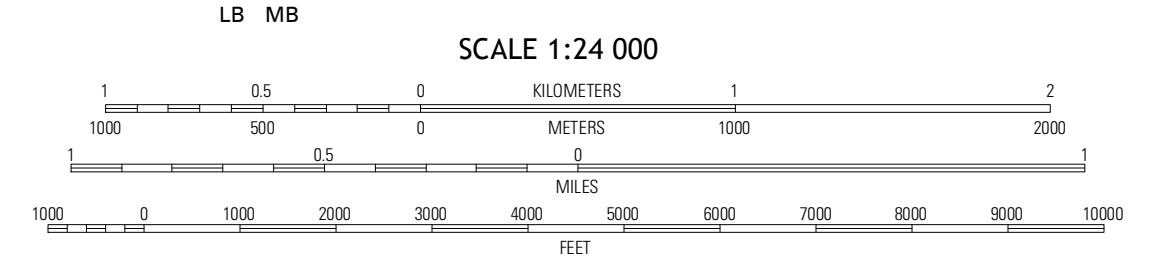 LB MB
SCALE 1:24 000
1 0.5 0 KILOMETERS 1 2
1000 500 0 METERS 1000 2000
1 0.5 0 1
MILES
1000 0 1000 2000 3000 4000 5000 6000 7000 8000 9000 10000
FEET